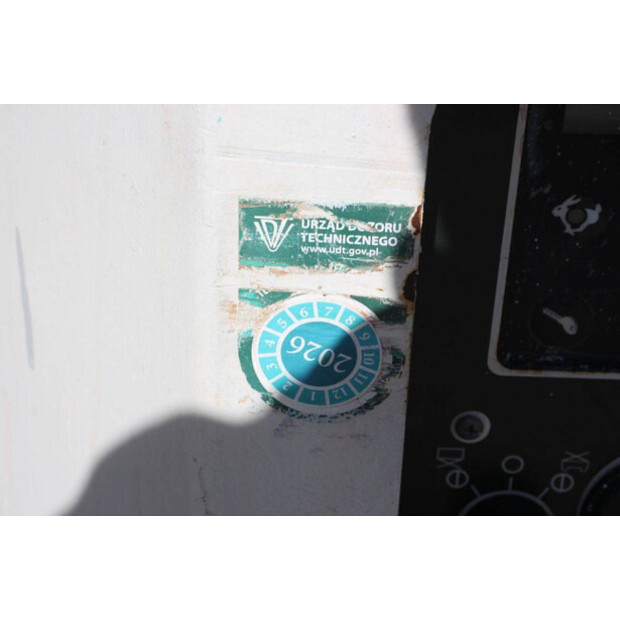 URZĄD DOZORU
TECHNICZNEGO
www.udt.gov.pl
1 2 3 4 5 6 7 8 9 10 11 12
2026